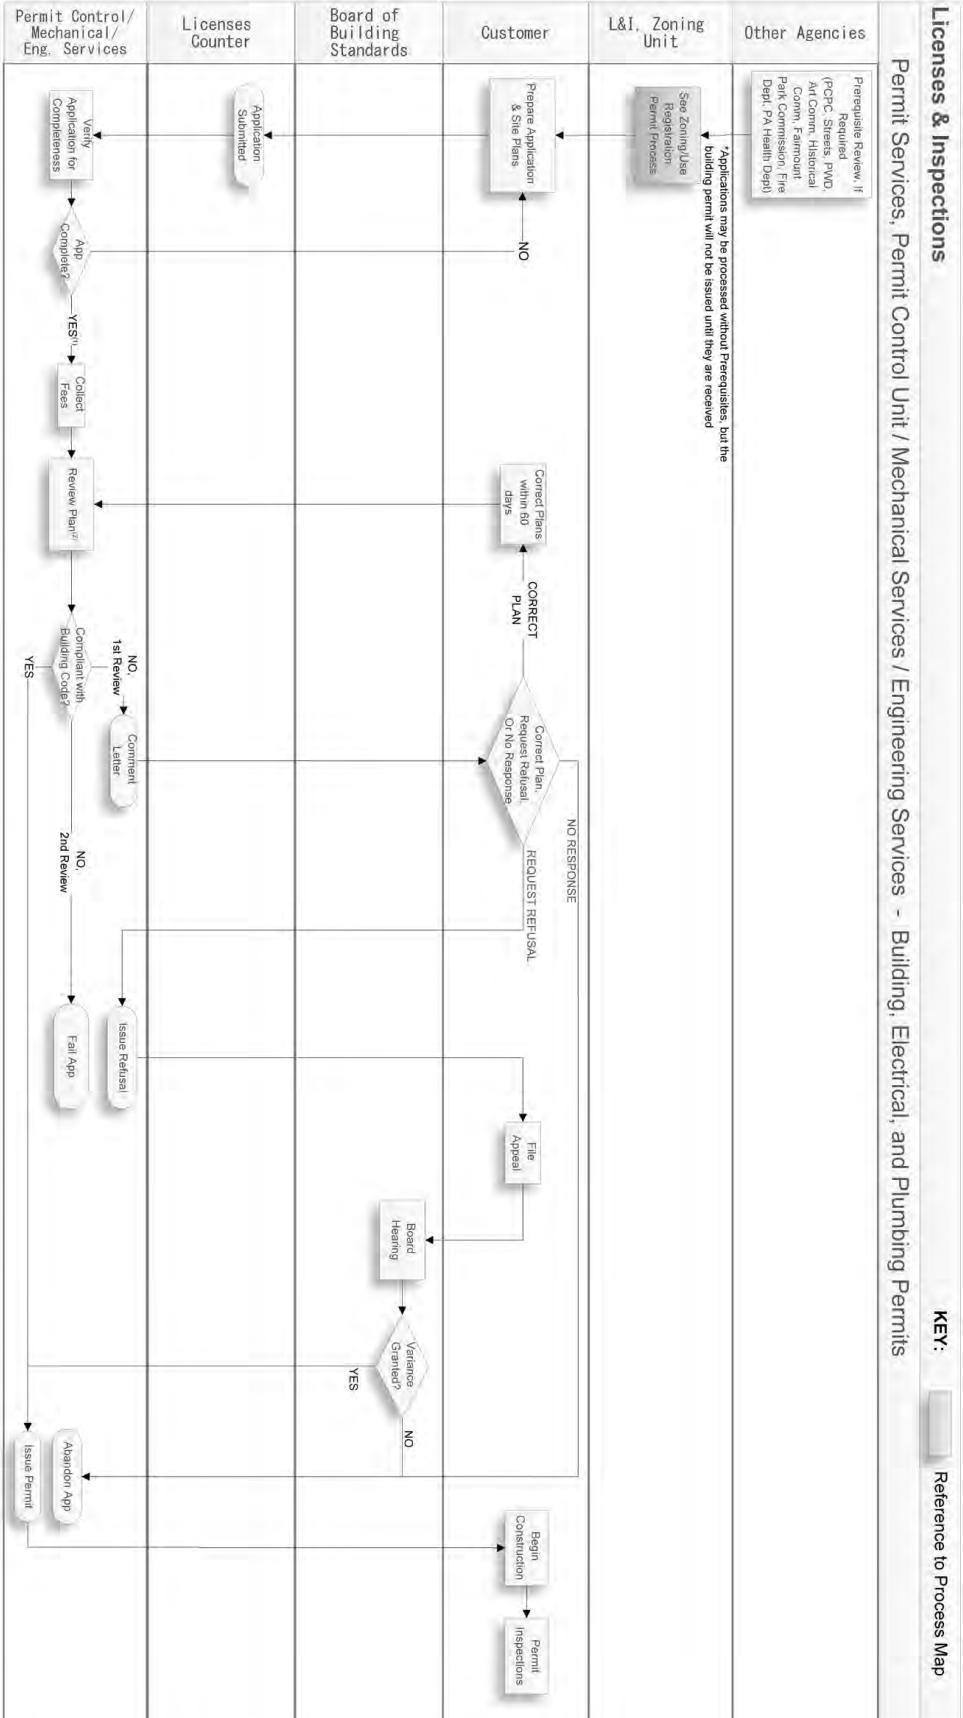 Licenses & Inspections
KEY:
Reference to Process Map
Permit Services, Permit Control Unit / Mechanical Services / Engineering Services - Building, Electrical, and Plumbing Permits
Other Agencies
Prerequisite Review, If
Required
(PCPC, Streets, PWD,
Art Comm, Historical
Comm, Fairmount
Park Commission, Fire
Dept, PA Health Dept)
L&I, Zoning
Unit
See Zoning/Use
Registration
Permit Process
*Applications may be processed without Prerequisites, but the
building permit will not be issued until they are received
Customer
Prepare Application
& Site Plans
NO
Correct Plans
within 60
days
CORRECT
PLAN
Correct Plan,
Request Refusal,
Or No Response
NO RESPONSE
REQUEST REFUSAL
File
Appeal
Begin
Construction
Permit
Inspections
Board of
Building
Standards
Board
Hearing
Variance
Granted?
YES
NO
Licenses
Counter
Application
Submitted
Permit Control/
Mechanical/
Eng. Services
Verify
Application for
Completeness
App
Complete?
YES(1)
Collect
Fees
Review Plan(2)
Compliant with
Building Code?
NO,
1st Review
YES
Comment
Letter
NO,
2nd Review
Issue Refusal
Fail App
Abandon App
Issue Permit